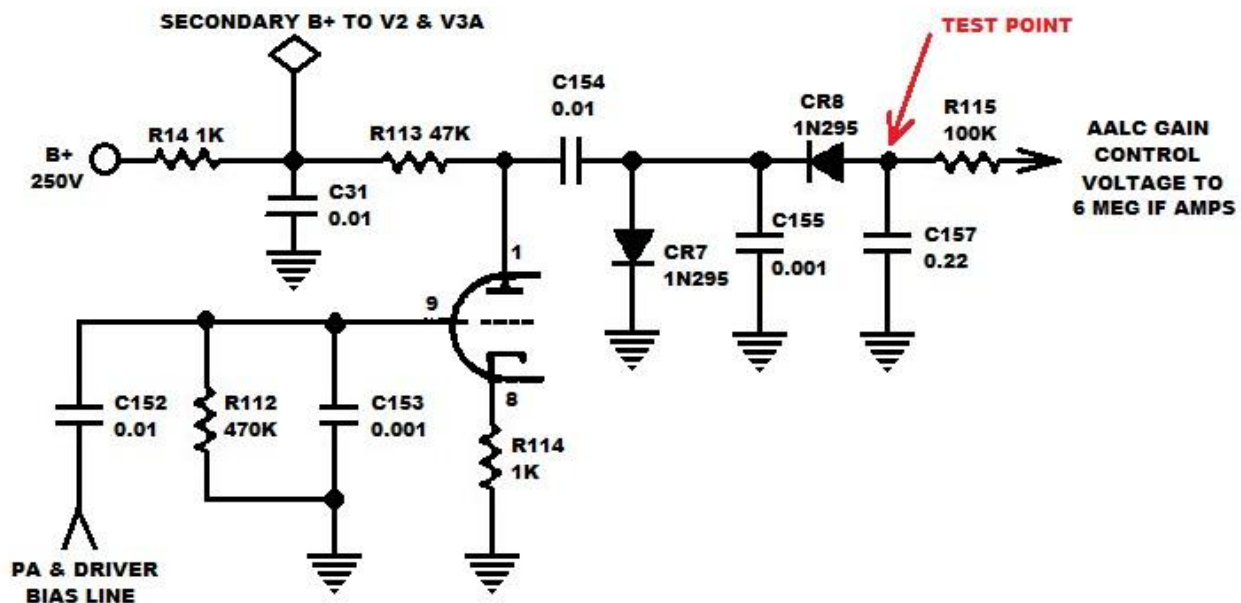 SECONDARY B+ TO V2 & V3A
TEST POINT
C154
0.01
CR8
1N295
R115
100K
R14 1K
R113 47K
B+
250V
AALC GAIN
CONTROL
VOLTAGE TO
6 MEG IF AMPS
C31
0.01
CR7
1N295
C155
0.001
C157
0.22
1
9
8
C152
0.01
R112
470K
C153
0.001
R114
1K
PA & DRIVER
BIAS LINE